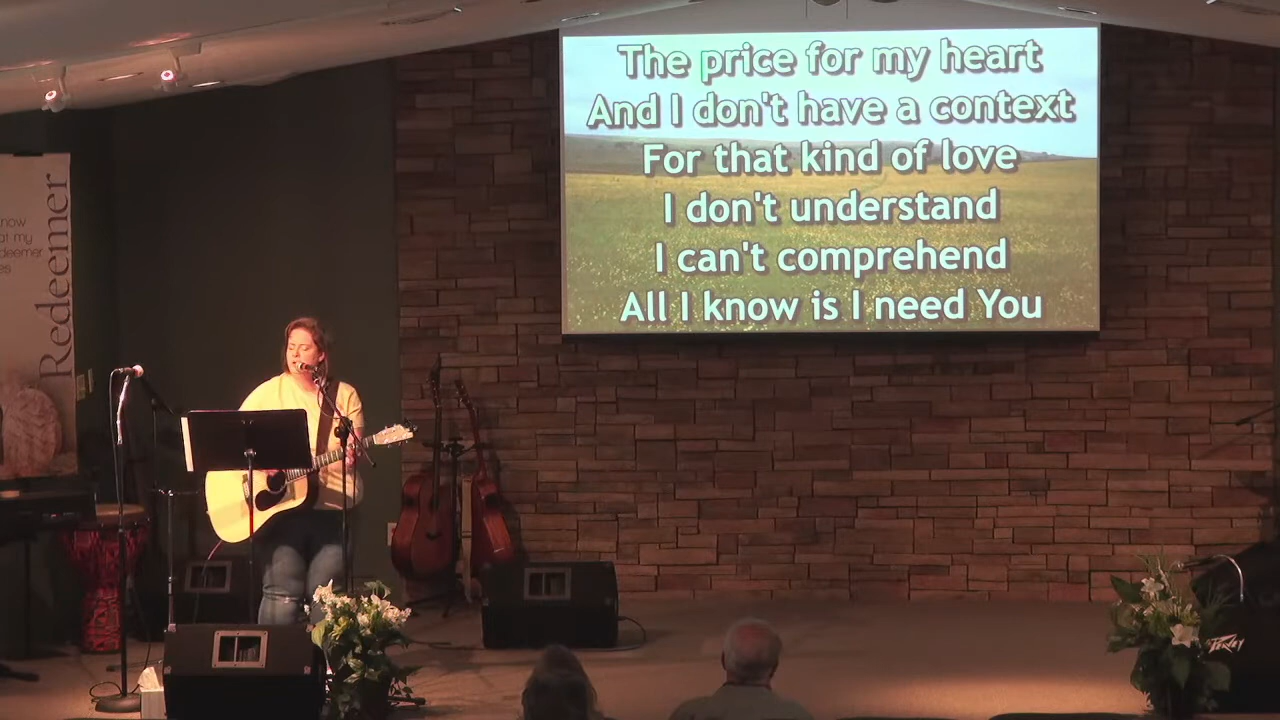 The price for my heart
And I don't have a context
For that kind of love
I don't understand
I can't comprehend
All I know is I need You
Redeemer
my
PEAVEY